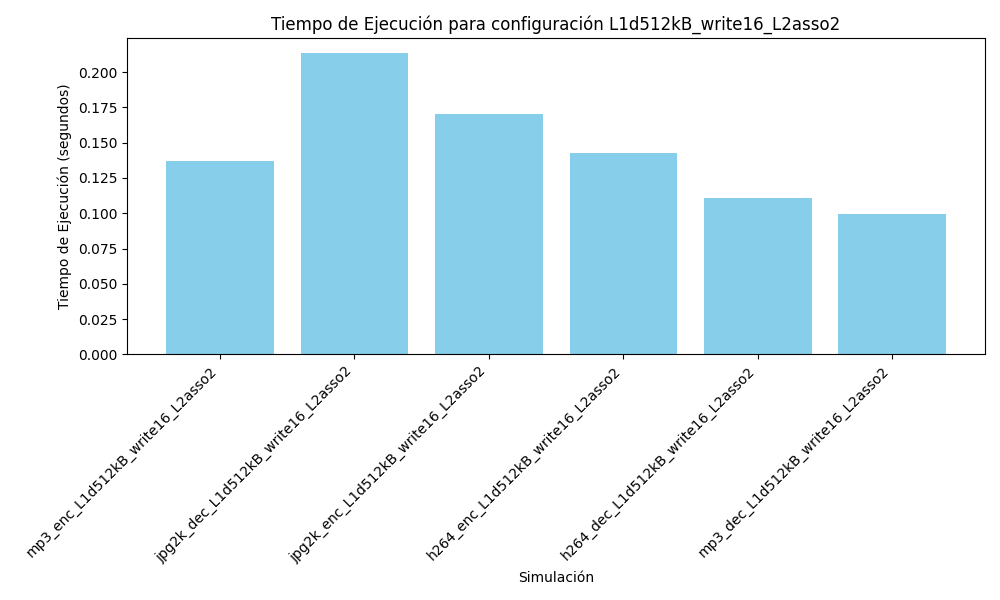 Tiempo de Ejecución para configuración L1d512kB_write16_L2asso2
Tiempo de Ejecución (segundos)
0.200
0.175
0.150
0.125
0.100
0.075
0.050
0.025
0.000
mp3_enc_L1d512kB_write16_L2asso2
jpg2k_dec_L1d512kB_write16_L2asso2
jpg2k_enc_L1d512kB_write16_L2asso2
h264_enc_L1d512kB_write16_L2asso2
h264_dec_L1d512kB_write16_L2asso2
mp3_dec_L1d512kB_write16_L2asso2
Simulación